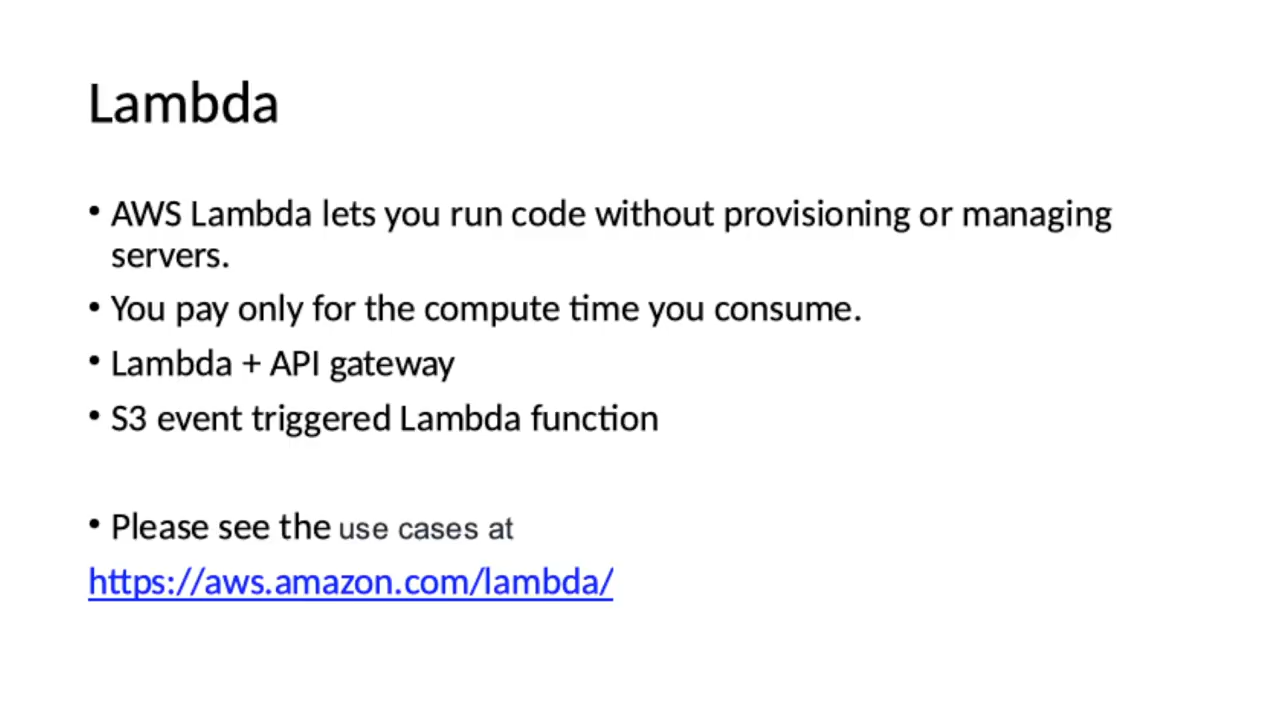 Lambda
• AWS Lambda lets you run code without provisioning or managing
servers.
• You pay only for the compute time you consume.
• Lambda + API gateway
• S3 event triggered Lambda function
• Please see the use cases at
https://aws.amazon.com/lambda/